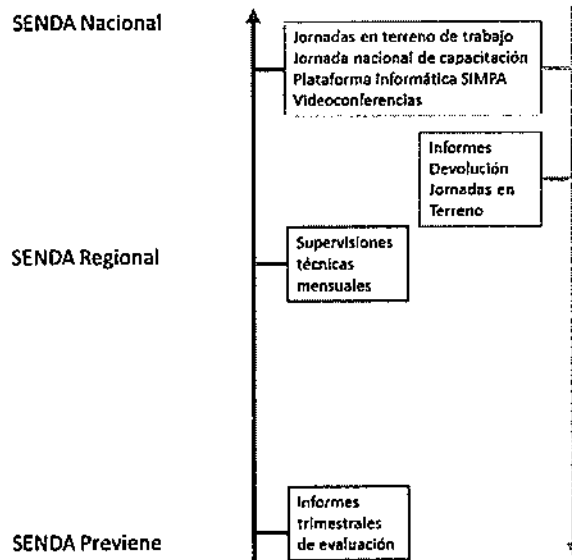 SENDA Nacional
Jornadas en terreno de trabajo
Jornada nacional de capacitación
Plataforma Informática SIMPA
Videoconferencias
Informes
Devolución
Jornadas en
Terreno
SENDA Regional
Supervisiones
técnicas
mensuales
Informes
trimestrales
de evaluación
SENDA Previene